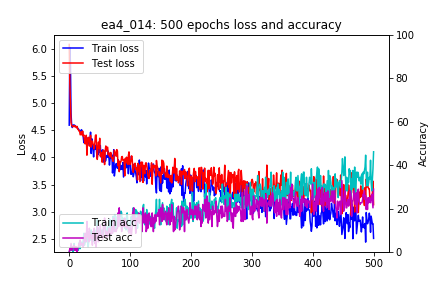 ea4_014: 500 epochs loss and accuracy
Train loss
Test loss
Train acc
Test acc
Loss
6.0
5.5
5.0
4.5
4.0
3.5
3.0
2.5
Accuracy
100
80
60
40
20
0
0
100
200
300
400
500